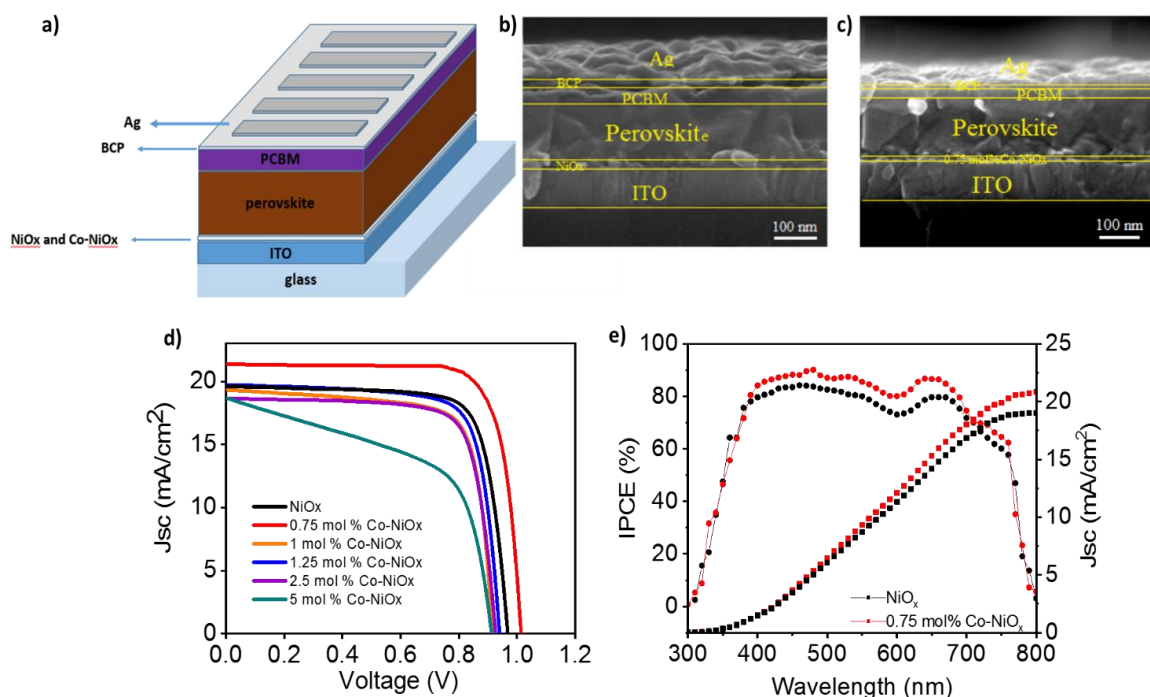 a)
Ag
BCP
PCBM
perovskite
NiOx and Co-NiOx
ITO
glass
b)
Ag
BCP
PCBM
Perovskite
NiOx
ITO
100 nm
c)
Ag
BCP
PCBM
Perovskite
0.75 mol%Co-NiOx
ITO
100 nm
d)
Jsc (mA/cm²)
20
15
10
5
0
NiOx
0.75 mol % Co-NiOx
1 mol % Co-NiOx
1.25 mol % Co-NiOx
2.5 mol % Co-NiOx
5 mol % Co-NiOx
0.0 0.2 0.4 0.6 0.8 1.0 1.2
Voltage (V)
e)
IPCE (%)
100
80
60
40
20
0
NiOₓ
0.75 mol% Co-NiOₓ
25
20
15
10
5
0
Jsc (mA/cm²)
300 400 500 600 700 800
Wavelength (nm)